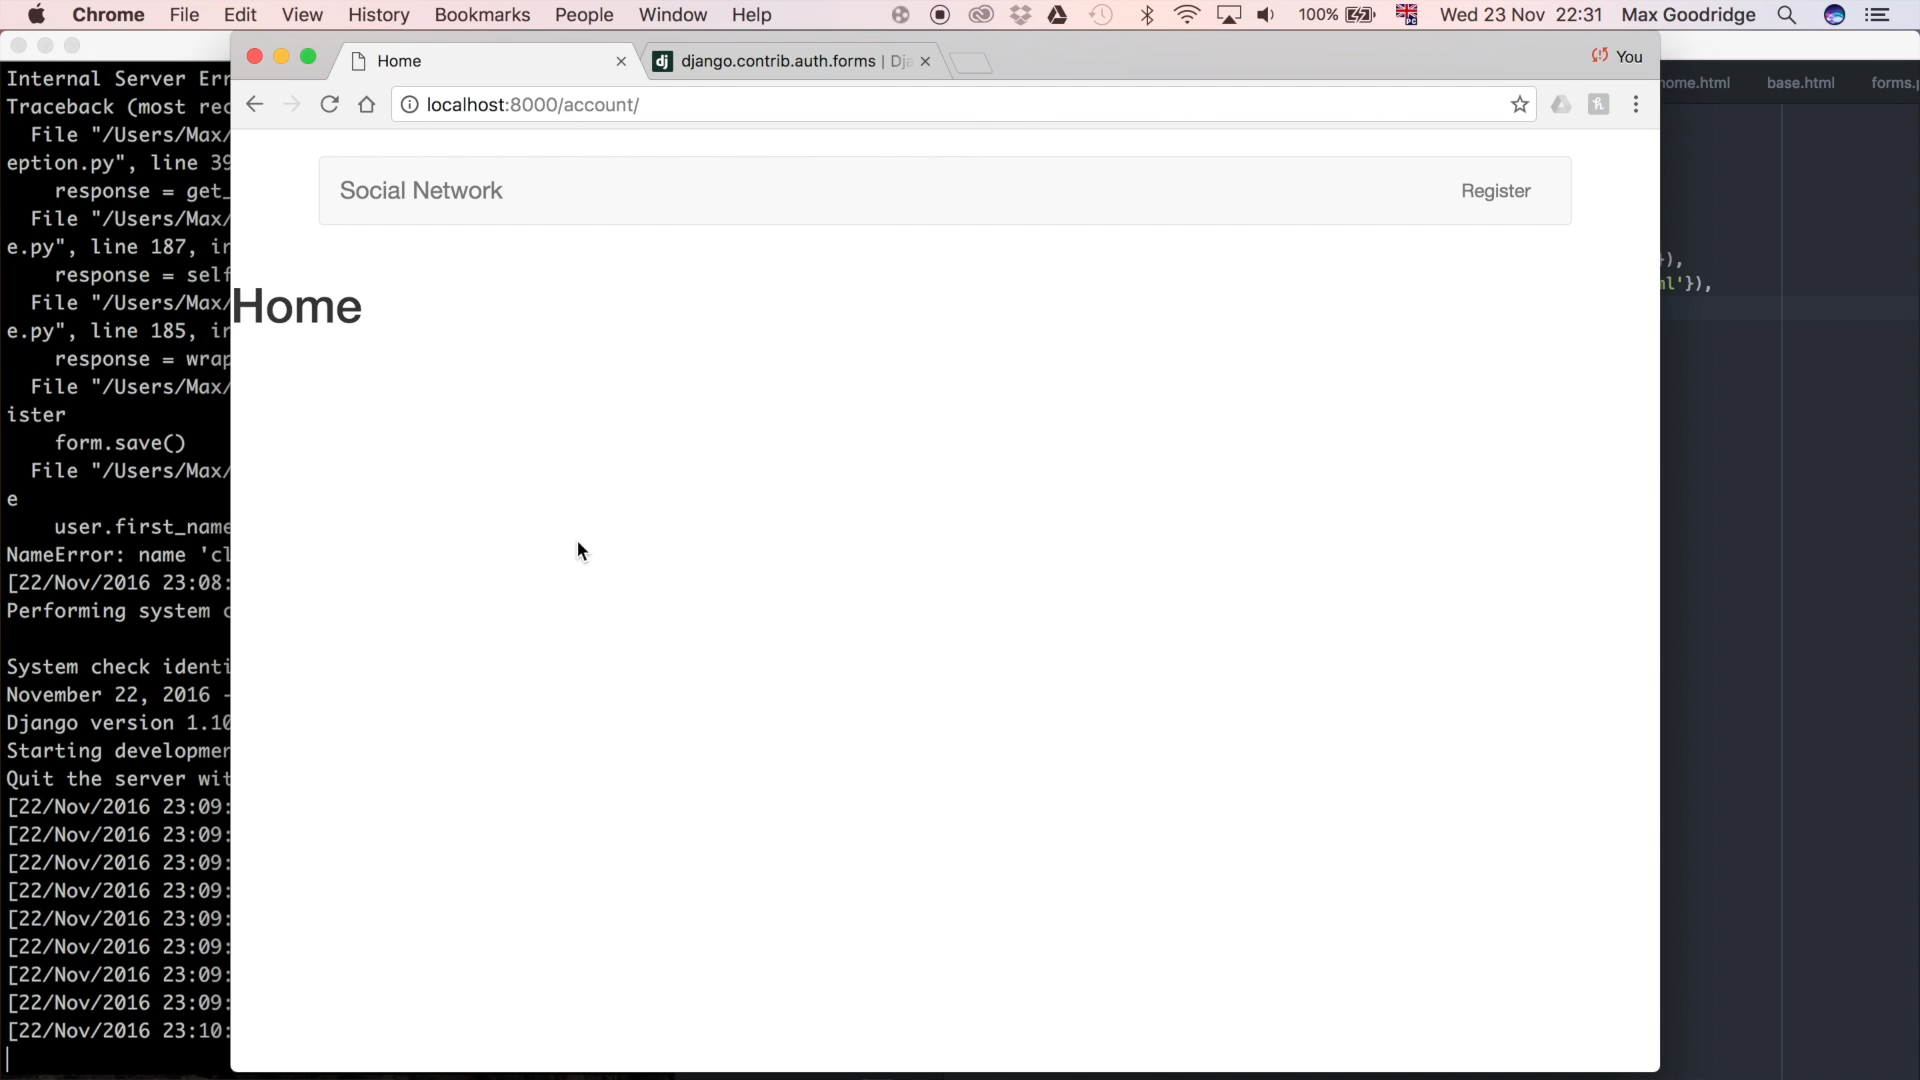 Chrome File Edit View History Bookmarks People Window Help 100% Wed 23 Nov 22:31 Max Goodridge
Home
django.contrib.auth.forms | Dja
You
localhost:8000/account/
Social Network
Register
Home
Internal Server Err
Traceback (most rec
File "/Users/Max/
eption.py", line 39
response = get_
File "/Users/Max/
e.py", line 187, in
response = self
File "/Users/Max/
e.py", line 185, in
response = wrap
File "/Users/Max/
ister
form.save()
File "/Users/Max/
e
user.first_name
NameError: name 'cl
[22/Nov/2016 23:08:
Performing system c
System check identi
November 22, 2016 -
Django version 1.10
Starting developmen
Quit the server wit
[22/Nov/2016 23:09:
[22/Nov/2016 23:09:
[22/Nov/2016 23:09:
[22/Nov/2016 23:09:
[22/Nov/2016 23:09:
[22/Nov/2016 23:09:
[22/Nov/2016 23:09:
[22/Nov/2016 23:09:
[22/Nov/2016 23:10:
home.html base.html forms.p
}),
ml'}),